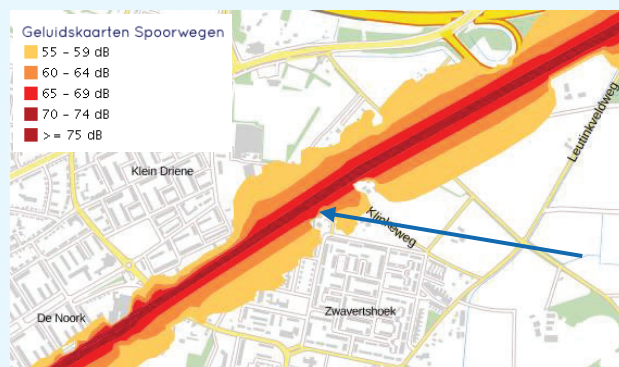 Geluidskaarten Spoorwegen
55 – 59 dB
60 – 64 dB
65 – 69 dB
70 – 74 dB
>= 75 dB
Leutinkveldweg
Klein Driene
Klinkeweg
De Noork
Zwavertshoek